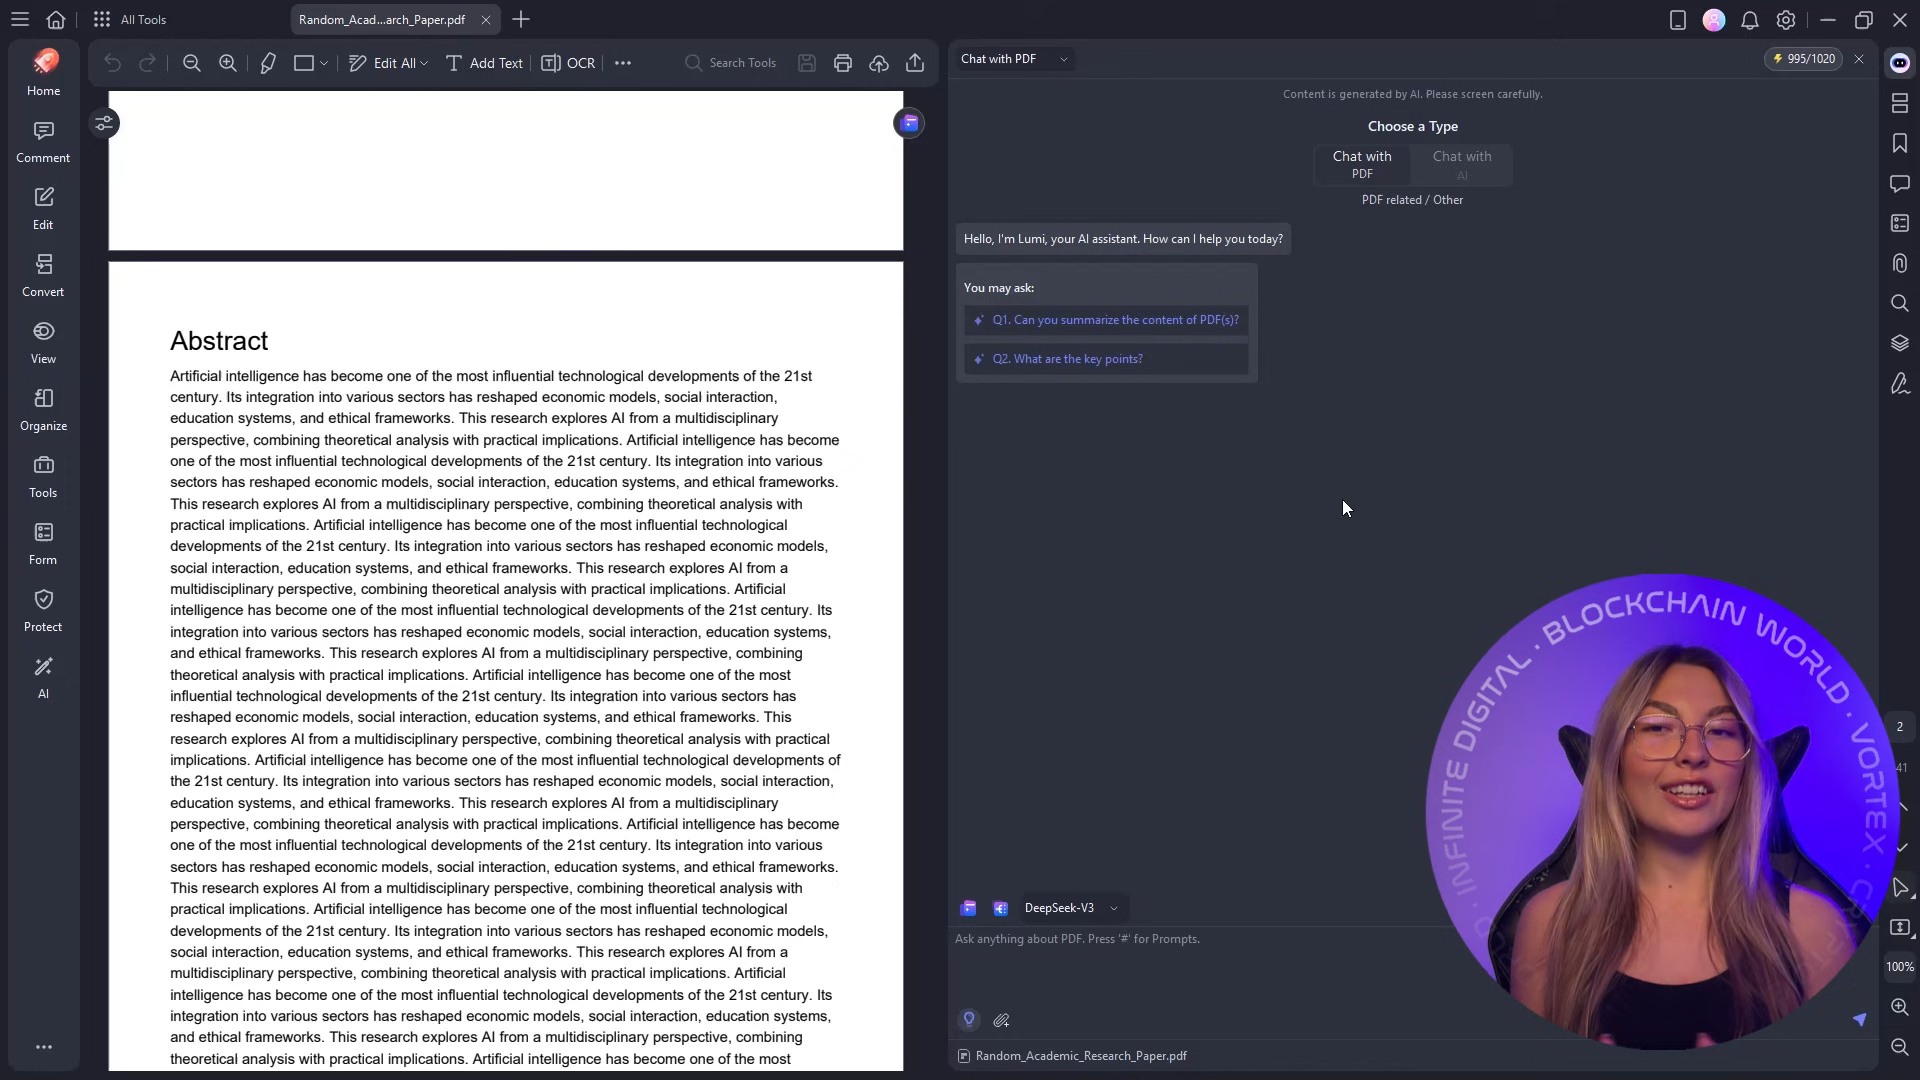 All Tools
Random_Acad...arch_Paper.pdf
Home
Comment
Edit
Convert
View
Organize
Tools
Form
Protect
AI
Edit All
Add Text
OCR
Search Tools
Abstract
Artificial intelligence has become one of the most influential technological developments of the 21st
century. Its integration into various sectors has reshaped economic models, social interaction,
education systems, and ethical frameworks. This research explores AI from a multidisciplinary
perspective, combining theoretical analysis with practical implications. Artificial intelligence has become
one of the most influential technological developments of the 21st century. Its integration into various
sectors has reshaped economic models, social interaction, education systems, and ethical frameworks.
This research explores AI from a multidisciplinary perspective, combining theoretical analysis with
practical implications. Artificial intelligence has become one of the most influential technological
developments of the 21st century. Its integration into various sectors has reshaped economic models,
social interaction, education systems, and ethical frameworks. This research explores AI from a
multidisciplinary perspective, combining theoretical analysis with practical implications. Artificial
intelligence has become one of the most influential technological developments of the 21st century. Its
integration into various sectors has reshaped economic models, social interaction, education systems,
and ethical frameworks. This research explores AI from a multidisciplinary perspective, combining
theoretical analysis with practical implications. Artificial intelligence has become one of the most
influential technological developments of the 21st century. Its integration into various sectors has
reshaped economic models, social interaction, education systems, and ethical frameworks. This
research explores AI from a multidisciplinary perspective, combining theoretical analysis with practical
implications. Artificial intelligence has become one of the most influential technological developments of
the 21st century. Its integration into various sectors has reshaped economic models, social interaction,
education systems, and ethical frameworks. This research explores AI from a multidisciplinary
perspective, combining theoretical analysis with practical implications. Artificial intelligence has become
one of the most influential technological developments of the 21st century. Its integration into various
sectors has reshaped economic models, social interaction, education systems, and ethical frameworks.
This research explores AI from a multidisciplinary perspective, combining theoretical analysis with
practical implications. Artificial intelligence has become one of the most influential technological
developments of the 21st century. Its integration into various sectors has reshaped economic models,
social interaction, education systems, and ethical frameworks. This research explores AI from a
multidisciplinary perspective, combining theoretical analysis with practical implications. Artificial
intelligence has become one of the most influential technological developments of the 21st century. Its
integration into various sectors has reshaped economic models, social interaction, education systems,
and ethical frameworks. This research explores AI from a multidisciplinary perspective, combining
theoretical analysis with practical implications. Artificial intelligence has become one of the most
Chat with PDF
995/1020
Content is generated by AI. Please screen carefully.
Choose a Type
Chat with
PDF
Chat with
AI
PDF related / Other
Hello, I'm Lumi, your AI assistant. How can I help you today?
You may ask:
Q1. Can you summarize the content of PDF(s)?
Q2. What are the key points?
DeepSeek-V3
Ask anything about PDF. Press '#' for Prompts.
Random_Academic_Research_Paper.pdf
INFINITE DIGITAL . BLOCKCHAIN WORLD . VORTEX .
2
41
100%